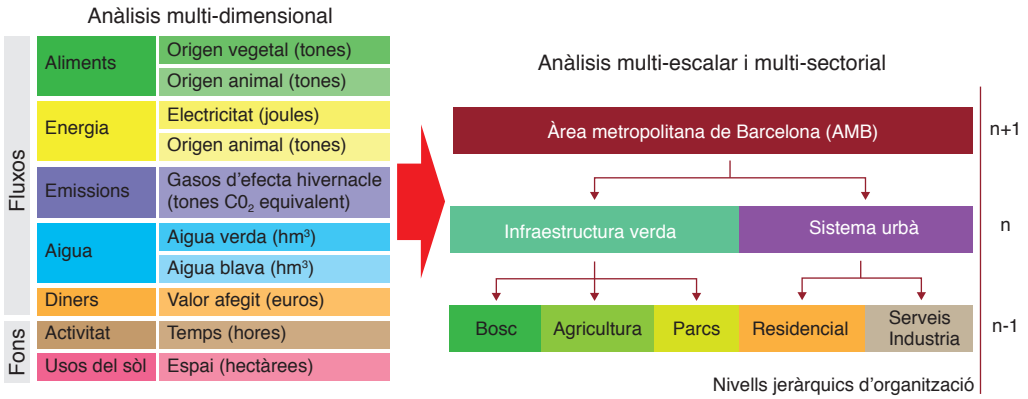 Anàlisis multi-dimensional
Fluxos
Aliments
Origen vegetal (tones)
Origen animal (tones)
Energia
Electricitat (joules)
Origen animal (tones)
Emissions
Gasos d'efecta hivernacle
(tones C0₂ equivalent)
Aigua
Aigua verda (hm³)
Aigua blava (hm³)
Diners
Valor afegit (euros)
Fons
Activitat
Temps (hores)
Usos del sòl
Espai (hectàrees)
Anàlisis multi-escalar i multi-sectorial
Àrea metropolitana de Barcelona (AMB)
n+1
Infraestructura verda
Sistema urbà
n
Bosc
Agricultura
Parcs
Residencial
Serveis
Industria
n-1
Nivells jeràrquics d'organització